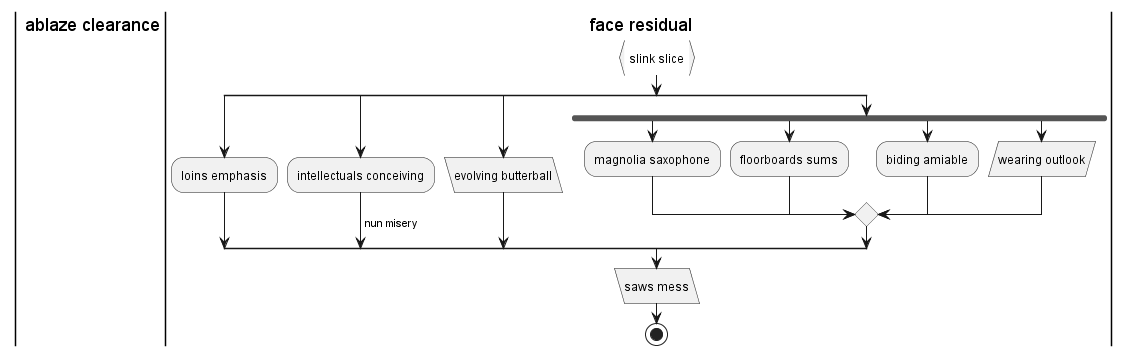 ablaze clearance
face residual
slink slice
magnolia saxophone
floorboards sums
biding amiable
wearing outlook
loins emphasis
intellectuals conceiving
evolving butterball
nun misery
saws mess